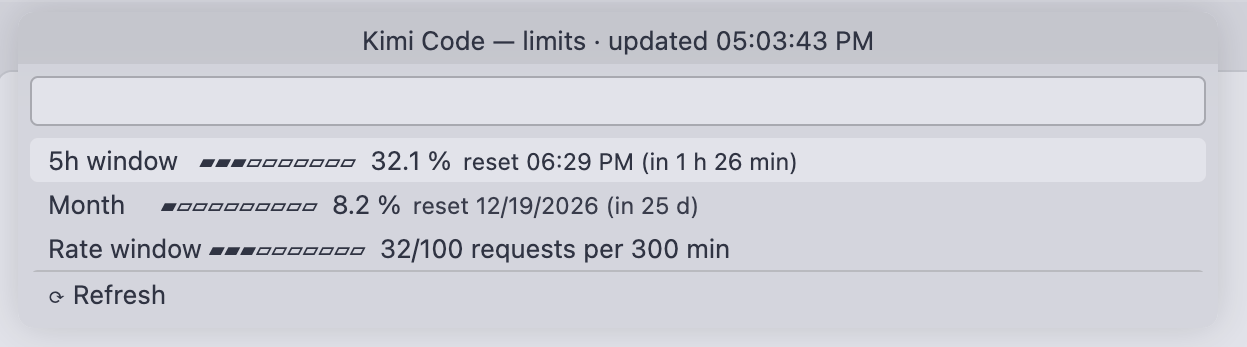 Kimi Code — limits · updated 05:03:43 PM
5h window ▰▰▰▱▱▱▱▱▱▱ 32.1 % reset 06:29 PM (in 1 h 26 min)
Month ▰▱▱▱▱▱▱▱▱▱ 8.2 % reset 12/19/2026 (in 25 d)
Rate window ▰▰▰▱▱▱▱▱▱▱ 32/100 requests per 300 min
⟳ Refresh